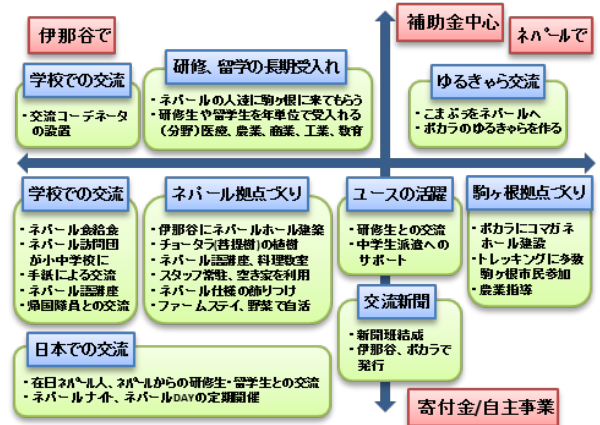 伊那谷で
補助金中心
ネパールで
学校での交流
・交流コーデネータ
の設置
研修、留学の長期受入れ
・ネパールの人達に駒ヶ根に来てもらう
・研修生や留学生を年単位で受入れる
（分野）医療、農業、商業、工業、教育
ゆるきゃら交流
・こまぷぅをネパールへ
・ポカラのゆるきゃらを作る
学校での交流
・ネパール食給食
・ネパール訪問団
が小中学校に
・手紙による交流
・ネパール語講座
・帰国隊員との交流
ネパール拠点づくり
・伊那谷にネパールホール建築
・チョータラ(菩提樹)の植樹
・ネパール語講座、料理教室
・スタッフ常駐、空き家を利用
・ネパール仕様の飾りつけ
・ファームステイ、野菜で自活
ユースの活躍
・研修生との交流
・中学生派遣への
サポート
駒ヶ根拠点づくり
・ポカラにコマガネ
ホール建設
・トレッキングに多数
駒ヶ根市民参加
・農業指導
交流新聞
・新聞班結成
・伊那谷、ポカラで
発行
日本での交流
・在日ネパール人、ネパールからの研修生・留学生との交流
・ネパールナイト、ネパールDAYの定期開催
寄付金/自主事業